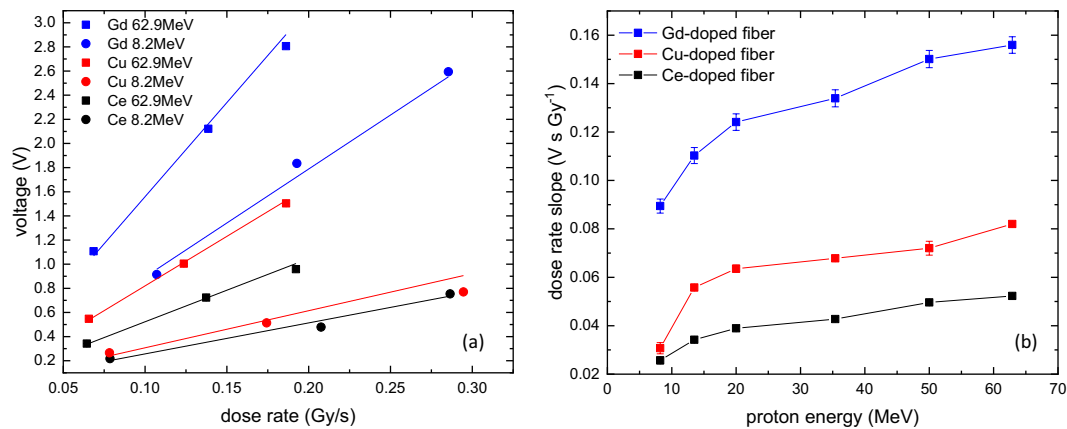 Gd 62.9MeV
Gd 8.2MeV
Cu 62.9MeV
Cu 8.2MeV
Ce 62.9MeV
Ce 8.2MeV
voltage (V)
3.0
2.8
2.6
2.4
2.2
2.0
1.8
1.6
1.4
1.2
1.0
0.8
0.6
0.4
0.2
0.05 0.10 0.15 0.20 0.25 0.30
dose rate (Gy/s)
(a)
Gd-doped fiber
Cu-doped fiber
Ce-doped fiber
dose rate slope (V s Gy⁻¹)
0.16
0.14
0.12
0.10
0.08
0.06
0.04
0.02
0 10 20 30 40 50 60 70
proton energy (MeV)
(b)